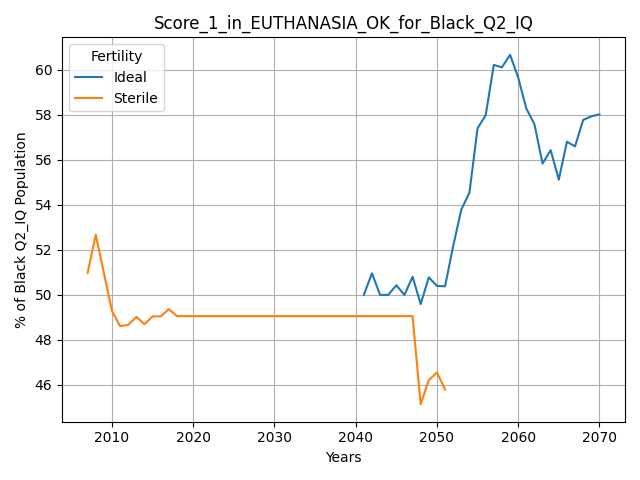 Score_1_in_EUTHANASIA_OK_for_Black_Q2_IQ
Fertility
Ideal
Sterile
% of Black Q2_IQ Population
60
58
56
54
52
50
48
46
2010 2020 2030 2040 2050 2060 2070
Years